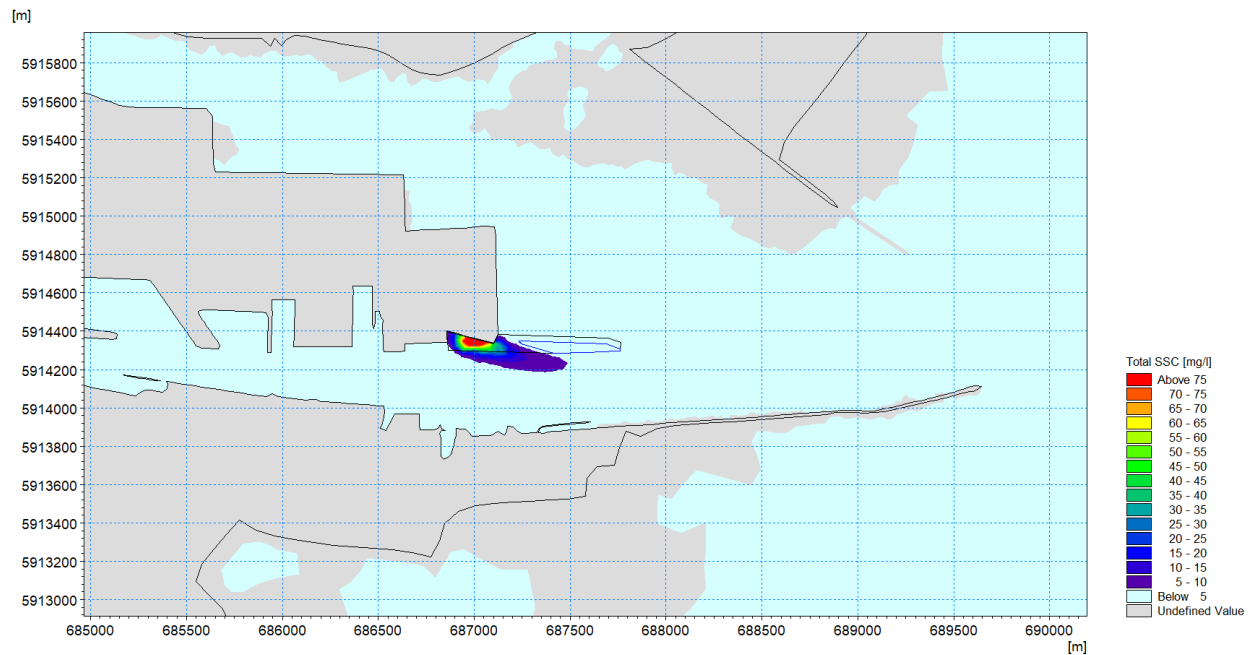 [m]
5915800
5915600
5915400
5915200
5915000
5914800
5914600
5914400
5914200
5914000
5913800
5913600
5913400
5913200
5913000
685000 685500 686000 686500 687000 687500 688000 688500 689000 689500 690000
[m]
Total SSC [mg/l]
Above 75
70 - 75
65 - 70
60 - 65
55 - 60
50 - 55
45 - 50
40 - 45
35 - 40
30 - 35
25 - 30
20 - 25
15 - 20
10 - 15
5 - 10
Below 5
Undefined Value